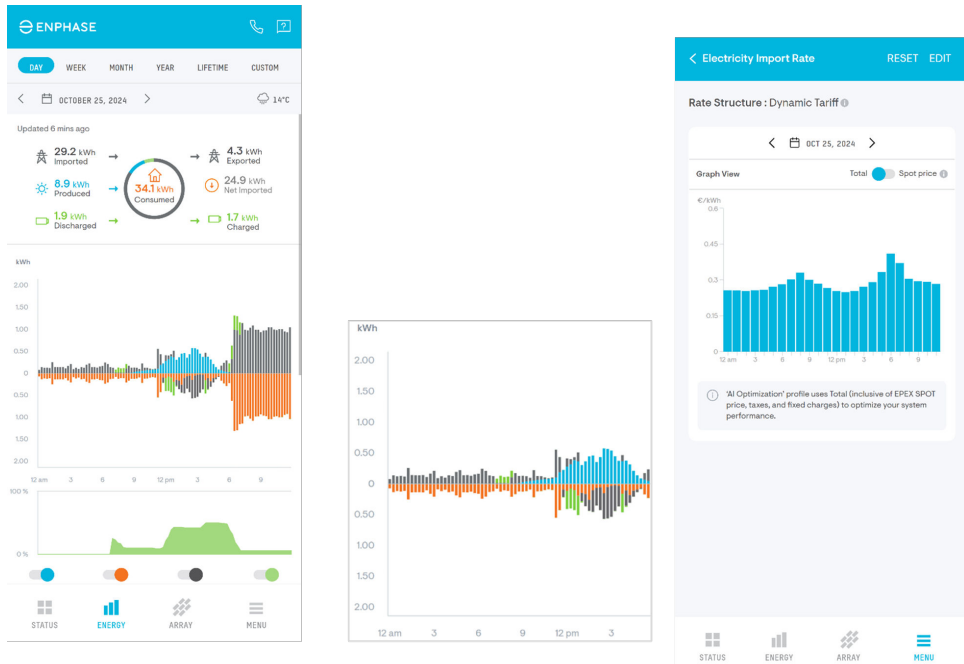 ENPHASE
DAY WEEK MONTH YEAR LIFETIME CUSTOM
OCTOBER 25, 2024
14°C
Updated 6 mins ago
29.2 kWh
Imported
4.3 kWh
Exported
8.9 kWh
Produced
34.1 kWh
Consumed
24.9 kWh
Net Imported
1.9 kWh
Discharged
1.7 kWh
Charged
kWh
2.00
1.50
1.00
0.50
0
0.50
1.00
1.50
2.00
12 am 3 6 9 12 pm 3 6 9
100 %
0 %
STATUS ENERGY ARRAY MENU
kWh
2.00
1.50
1.00
0.50
0
0.50
1.00
1.50
2.00
12 am 3 6 9 12 pm 3
Electricity Import Rate RESET EDIT
Rate Structure : Dynamic Tariff
OCT 25, 2024
Graph View Total Spot price
€/kWh
0.6
0.45
0.3
0.15
0
12 am 3 6 9 12 pm 3 6 9
'AI Optimization' profile uses Total (inclusive of EPEX SPOT
price, taxes, and fixed charges) to optimize your system
performance.
STATUS ENERGY ARRAY MENU